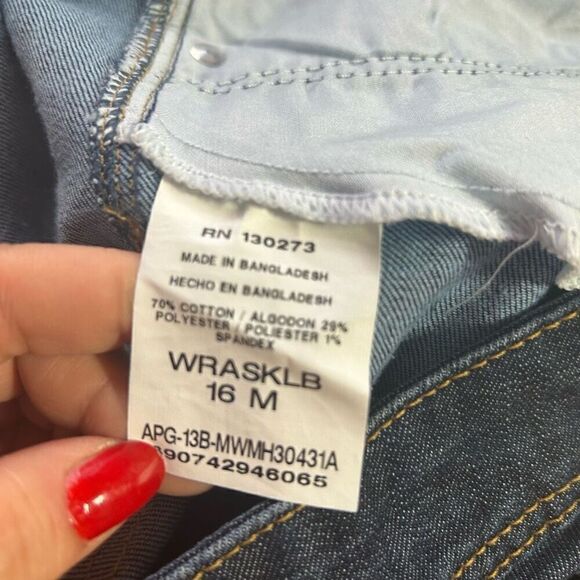 RN 130273
MADE IN BANGLADESH
HECHO EN BANGLADESH
70% COTTON / ALGODON 29%
POLYESTER / POLIESTER 1%
SPANDEX
WRASKLB
16 M
APG-13B-MWMH30431A
890742946065